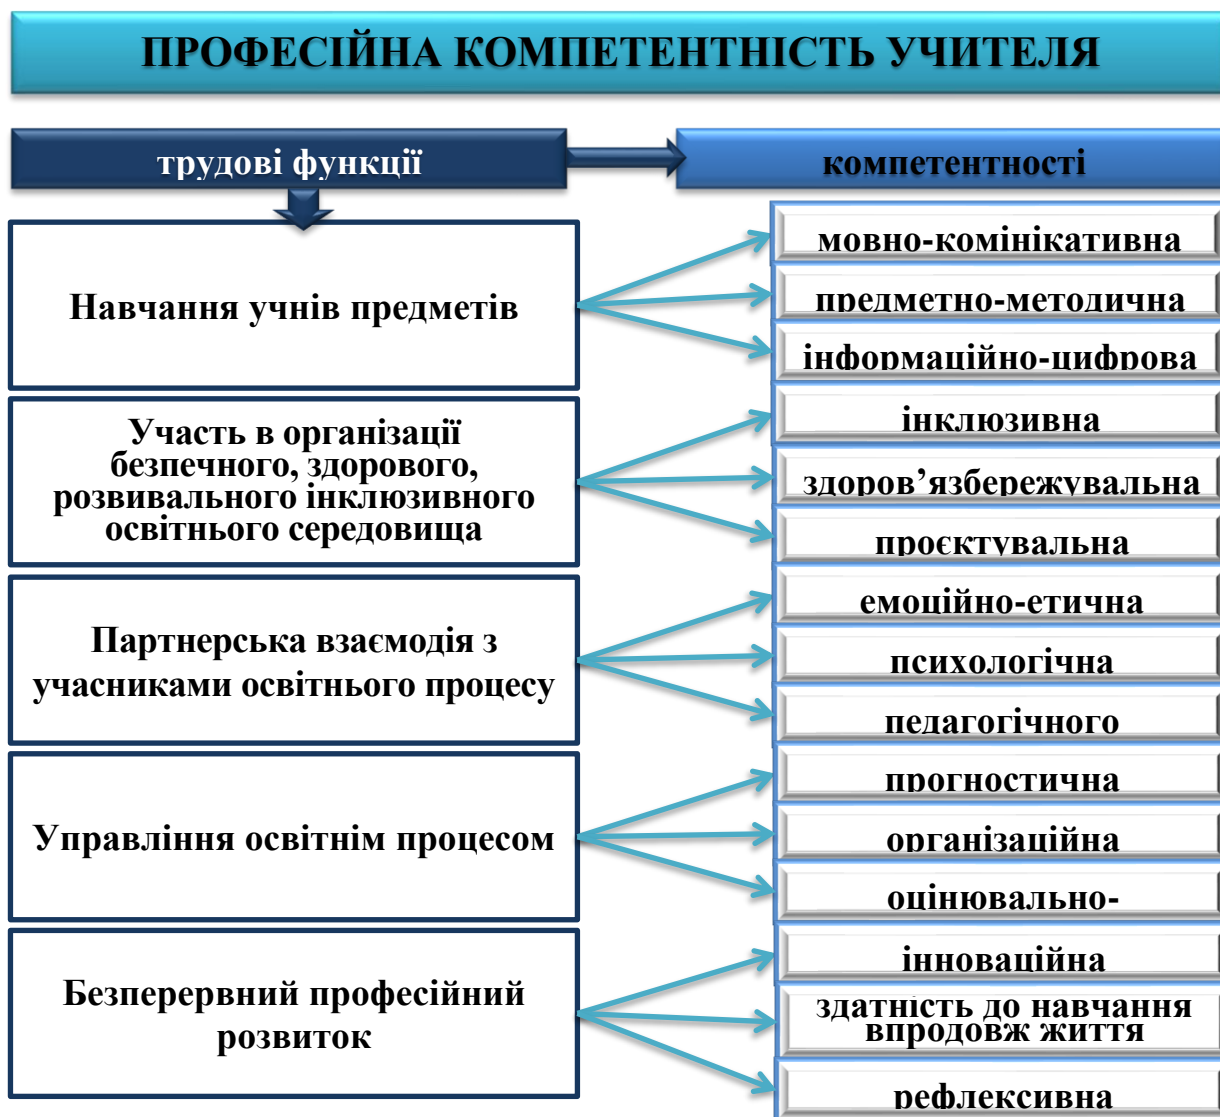 ПРОФЕСІЙНА КОМПЕТЕНТНІСТЬ УЧИТЕЛЯ
трудові функції
компетентності
Навчання учнів предметів
мовно-комінікативна
предметно-методична
інформаційно-цифрова
Участь в організації
безпечного, здорового,
розвивального інклюзивного
освітнього середовища
інклюзивна
здоров’язбережувальна
проєктувальна
Партнерська взаємодія з
учасниками освітнього процесу
емоційно-етична
психологічна
педагогічного
Управління освітнім процесом
прогностична
організаційна
оцінювально-
Безперервний професійний
розвиток
інноваційна
здатність до навчання
впродовж життя
рефлексивна